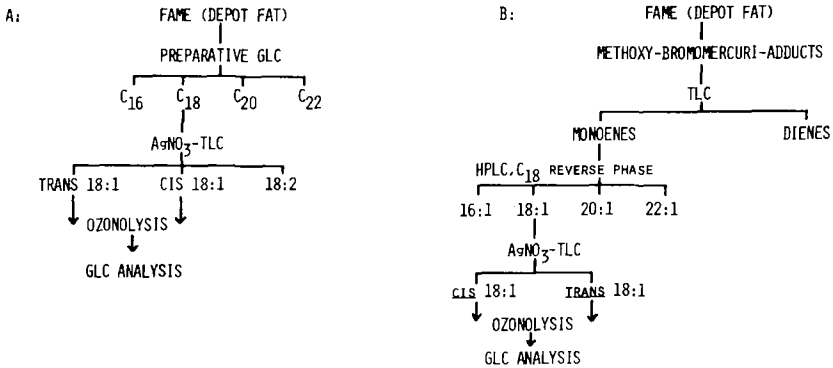 A:
FAME (DEPOT FAT)
PREPARATIVE GLC
C16 C18 C20 C22
AgNO3-TLC
TRANS 18:1 CIS 18:1 18:2
OZONOLYSIS
GLC ANALYSIS
B:
FAME (DEPOT FAT)
METHOXY-BROMOMERCURI-ADDUCTS
TLC
MONOENES DIENES
HPLC, C18 REVERSE PHASE
16:1 18:1 20:1 22:1
AgNO3-TLC
CIS 18:1 TRANS 18:1
OZONOLYSIS
GLC ANALYSIS